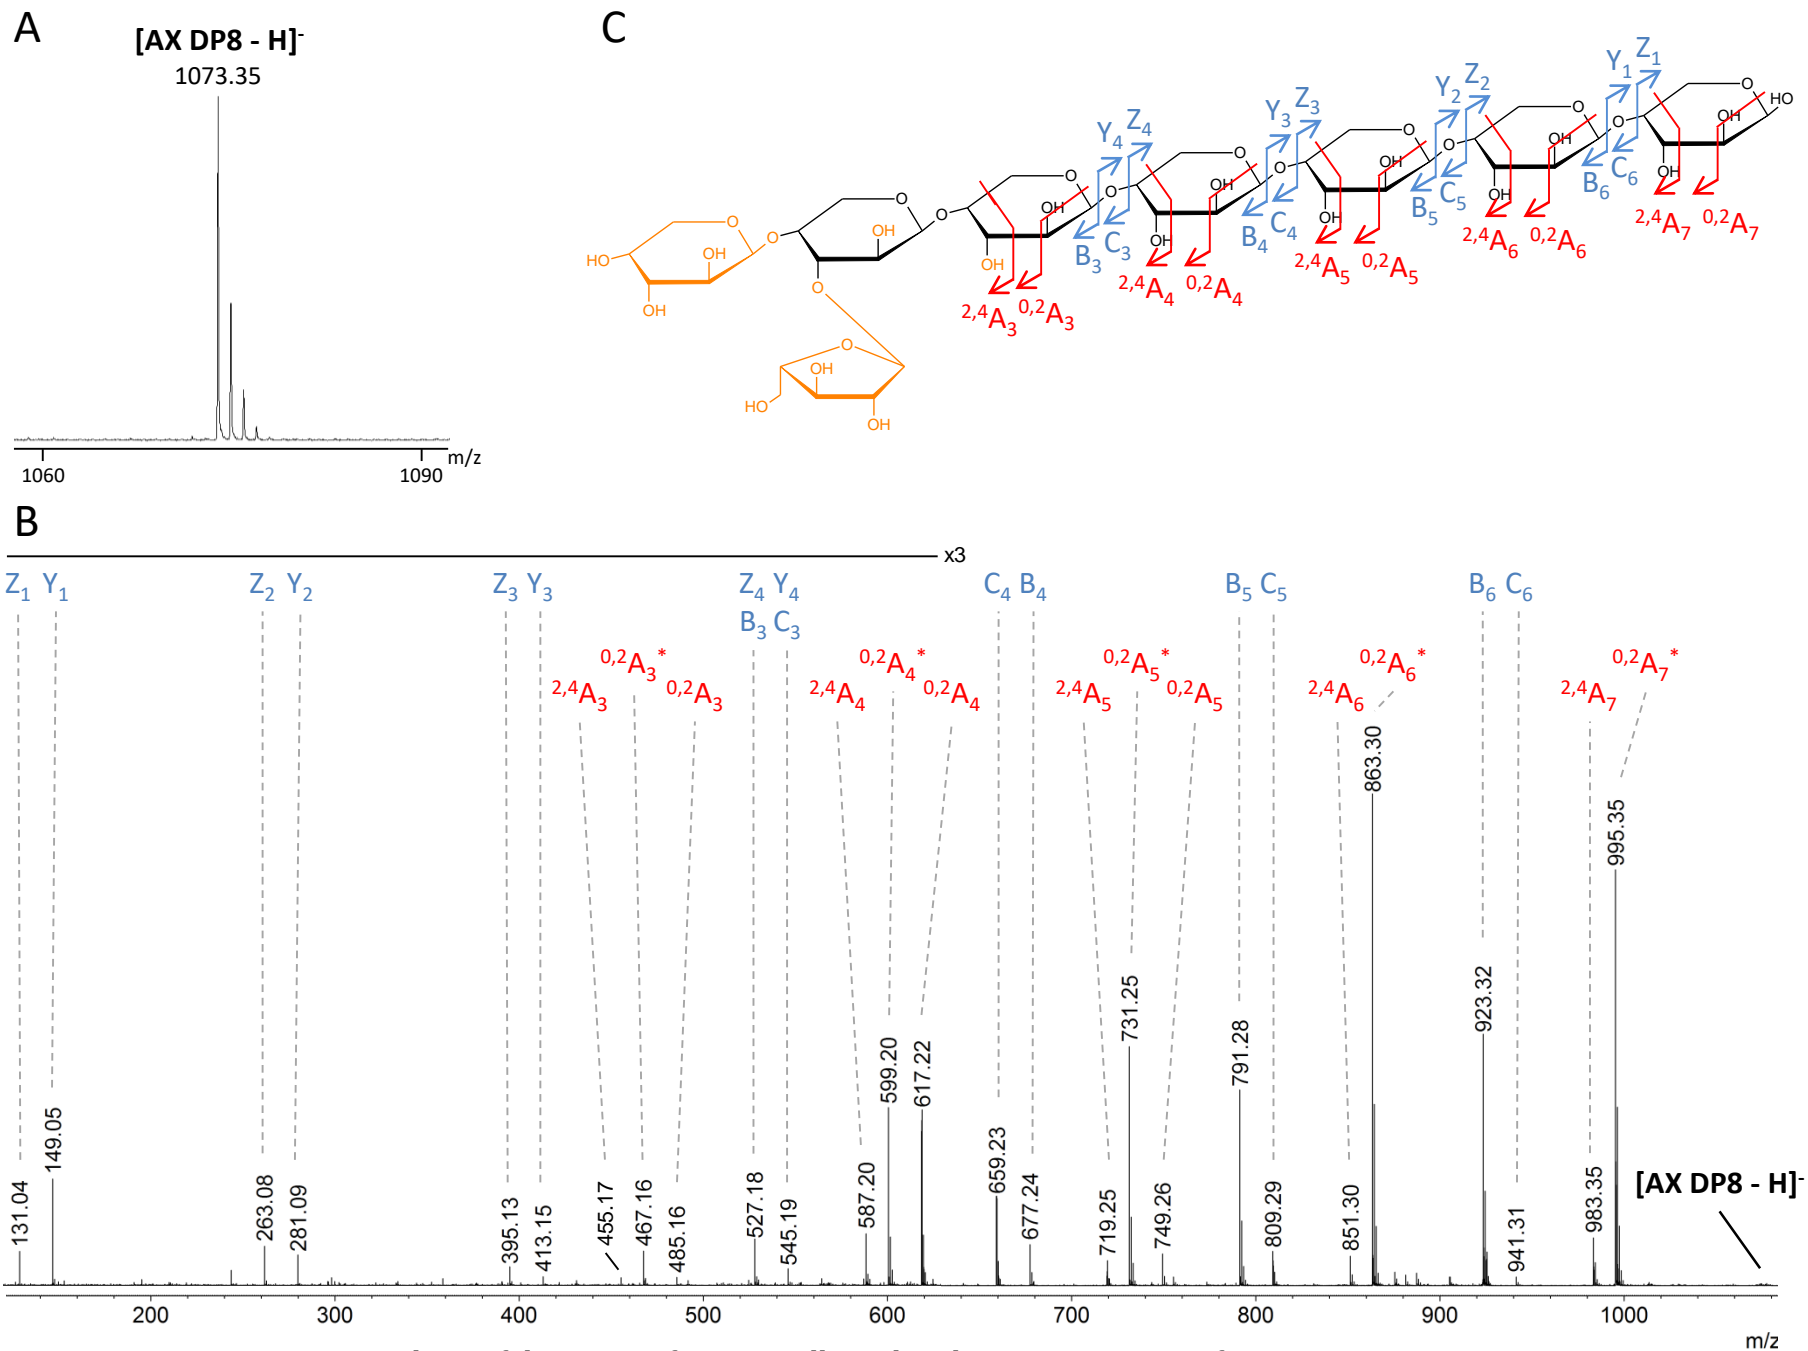 A
[AX DP8 - H]-
1073.35
1060 1090 m/z
C
Y4 Z4 Y3 Z3 Y2 Z2 Y1 Z1
B3 C3 B4 C4 B5 C5 B6 C6
2,4A3 0,2A3 2,4A4 0,2A4 2,4A5 0,2A5 2,4A6 0,2A6 2,4A7 0,2A7
HO OH OH O O OH O O
O OH HO OH
OH O OH O
OH OH O O
OH OH O O
OH OH O O
OH OH O HO
B
x3
Z1 Y1 Z2 Y2 Z3 Y3 Z4 Y4 C4 B4 B5 C5 B6 C6
B3 C3
0,2A3* 0,2A4* 0,2A5* 0,2A6* 0,2A7*
2,4A3 0,2A3 2,4A4 0,2A4 2,4A5 0,2A5 2,4A6 2,4A7
131.04 149.05 263.08 281.09 395.13 413.15 455.17 467.16 485.16 527.18 545.19 587.20 599.20 617.22 659.23 677.24 719.25 731.25 749.26 791.28 809.29 851.30 863.30 923.32 941.31 983.35 995.35
[AX DP8 - H]-
200 300 400 500 600 700 800 900 1000
m/z